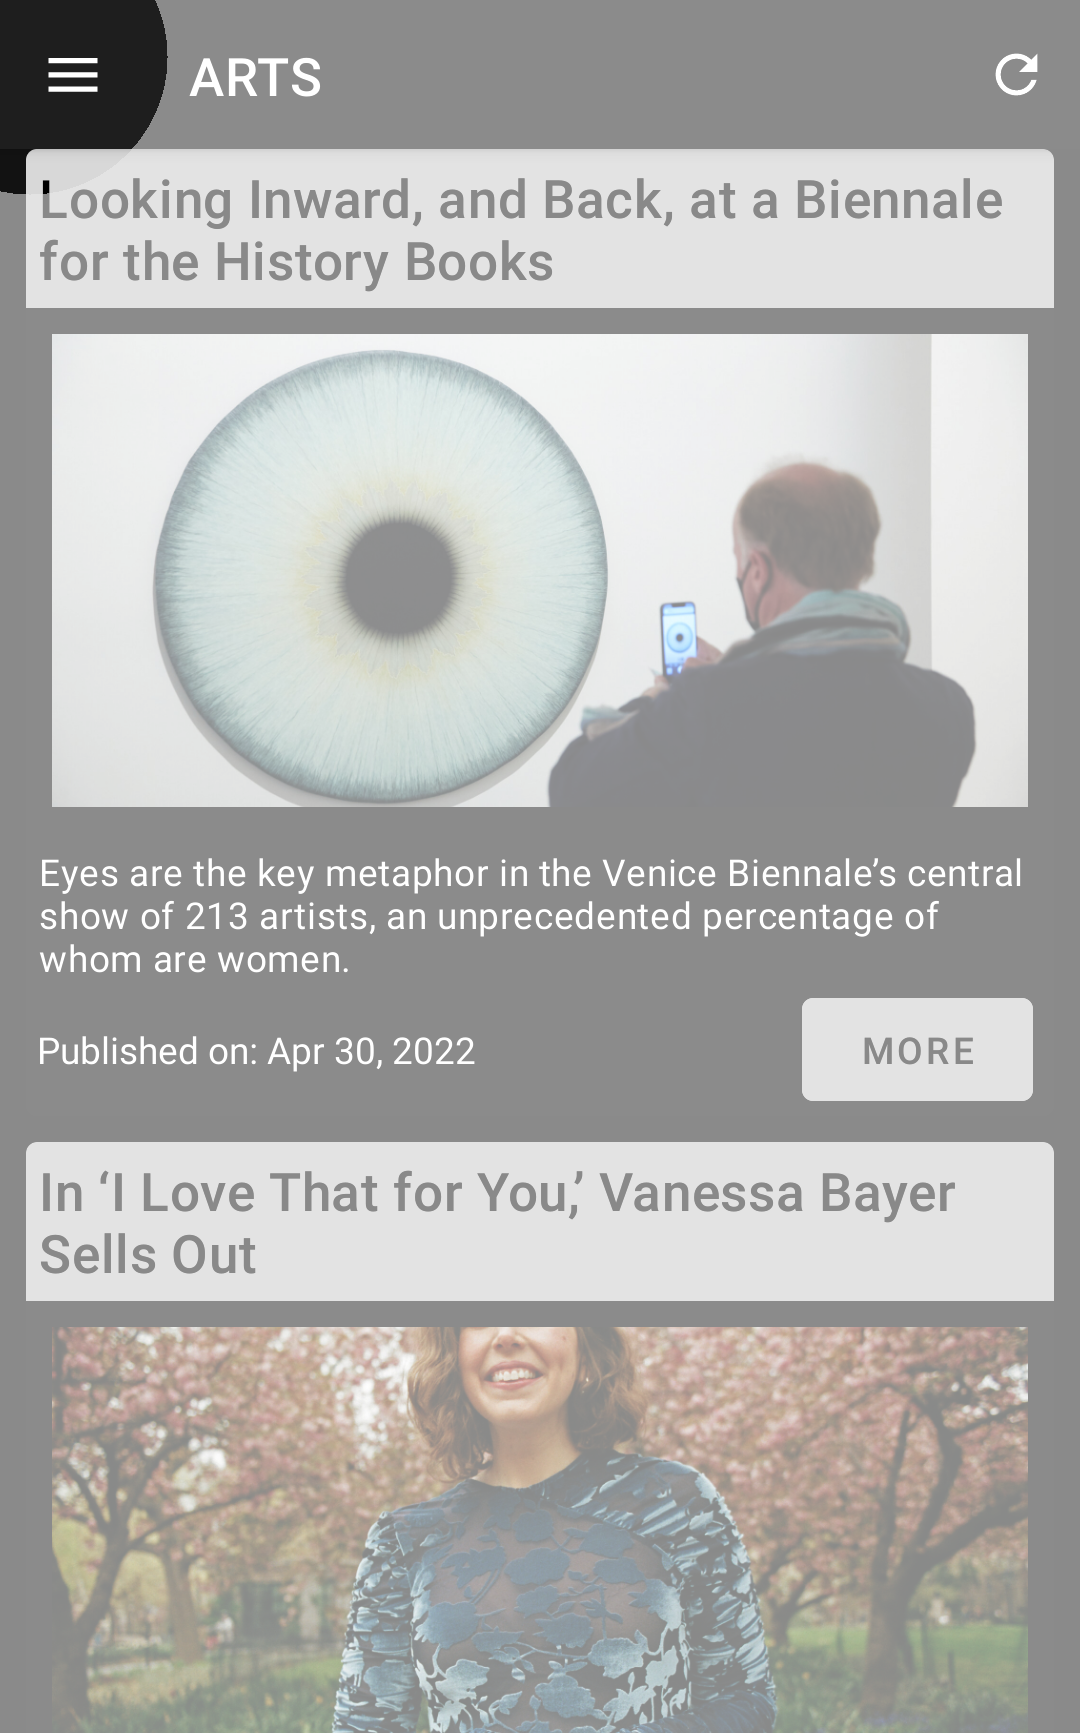 ARTS
Looking Inward, and Back, at a Biennale
for the History Books
Eyes are the key metaphor in the Venice Biennale’s central
show of 213 artists, an unprecedented percentage of
whom are women.
Published on: Apr 30, 2022
MORE
In ‘I Love That for You,’ Vanessa Bayer
Sells Out